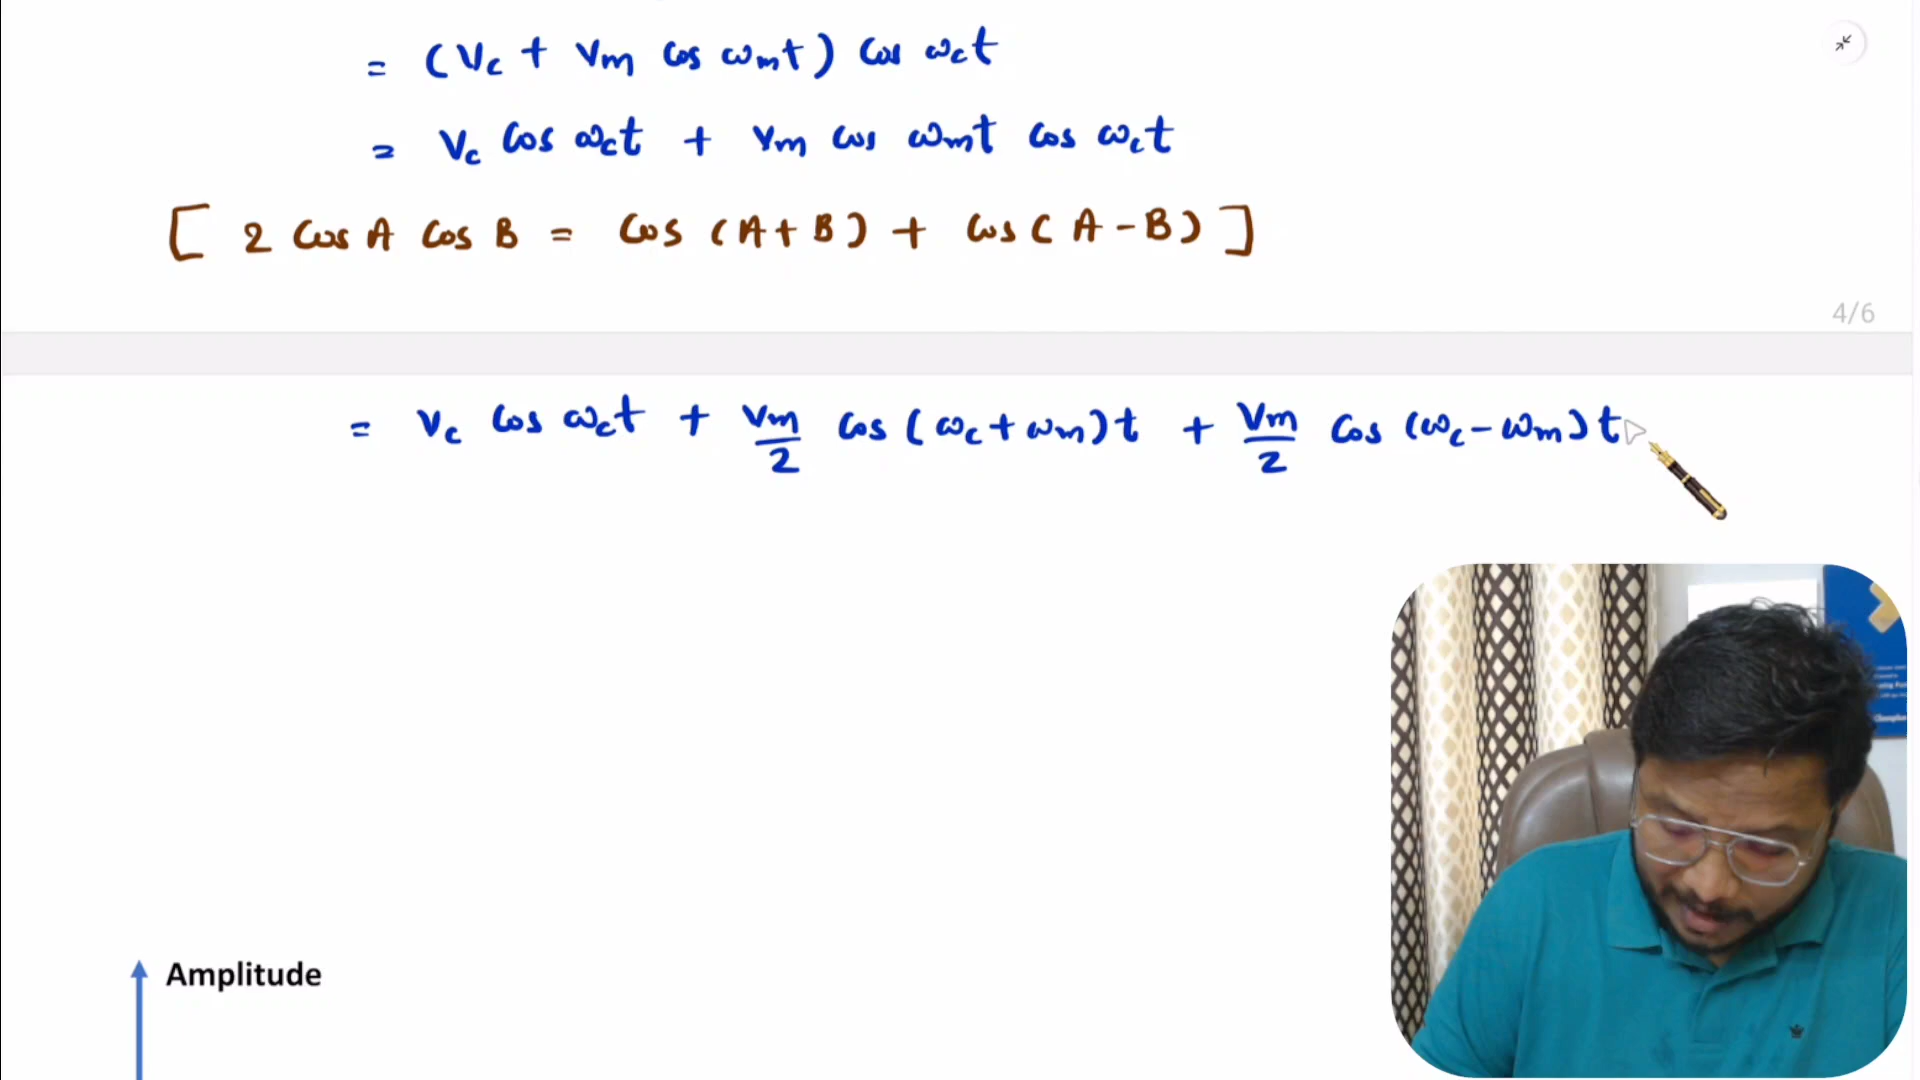 = (Vc + Vm cos ωmt) cos ωct
= Vc cos ωct + Vm cos ωmt cos ωct
[ 2 cos A cos B = cos (A+B) + cos (A-B) ]
4/6
= Vc cos ωct + Vm/2 cos (ωc+ωm)t + Vm/2 cos (ωc-ωm)t
Amplitude